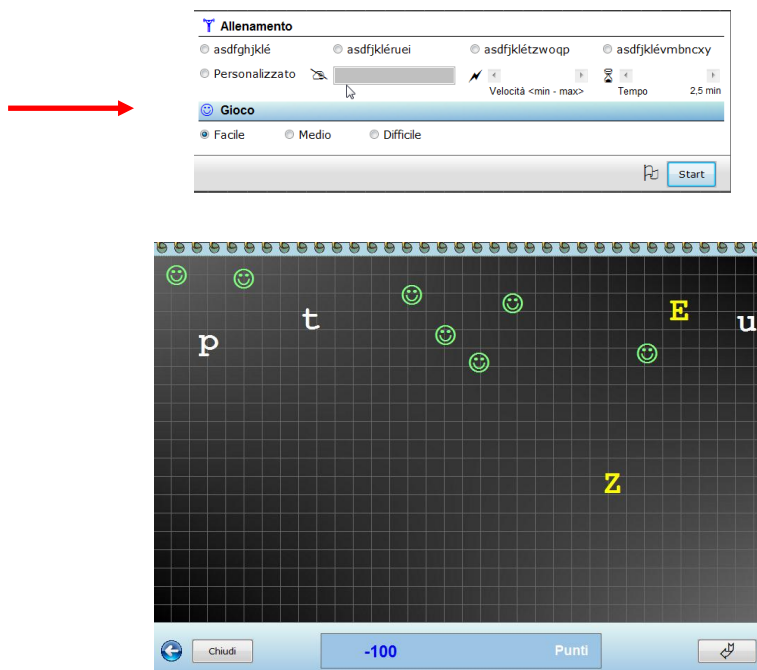 Allenamento
asdfghjklé asdfjkléruei asdfjklétzwoqp asdfjklévmbncxy
Personalizzato
Velocità <min - max> Tempo 2,5 min
Gioco
Facile Medio Difficile
Start
E
t u
p
Z
Chiudi -100 Punti